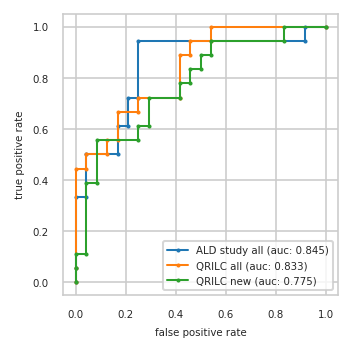 1.0
0.8
0.6
0.4
0.2
0.0
true positive rate
ALD study all (auc: 0.845)
QRILC all (auc: 0.833)
QRILC new (auc: 0.775)
0.0 0.2 0.4 0.6 0.8 1.0
false positive rate